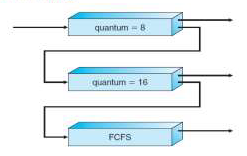 quantum = 8
quantum = 16
FCFS